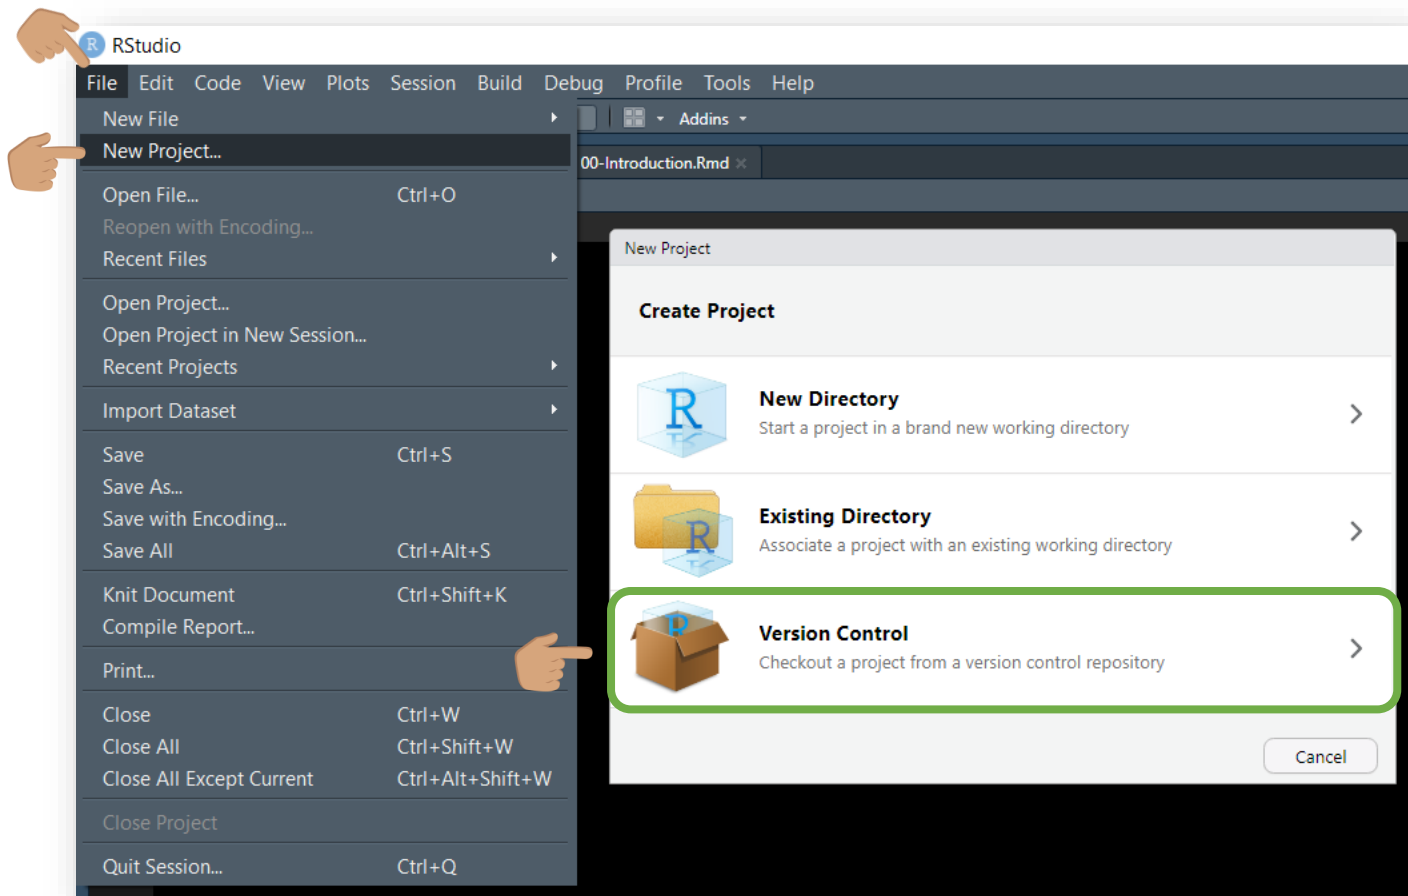 R RStudio
File Edit Code View Plots Session Build Debug Profile Tools Help
New File
Addins
New Project...
00-Introduction.Rmd
Open File... Ctrl+O
Reopen with Encoding...
Recent Files
Open Project...
Open Project in New Session...
Recent Projects
Import Dataset
Save Ctrl+S
Save As...
Save with Encoding...
Save All Ctrl+Alt+S
Knit Document Ctrl+Shift+K
Compile Report...
Print...
Close Ctrl+W
Close All Ctrl+Shift+W
Close All Except Current Ctrl+Alt+Shift+W
Close Project
Quit Session... Ctrl+Q
New Project
Create Project
R
New Directory
Start a project in a brand new working directory
R
Existing Directory
Associate a project with an existing working directory
R
Version Control
Checkout a project from a version control repository
Cancel